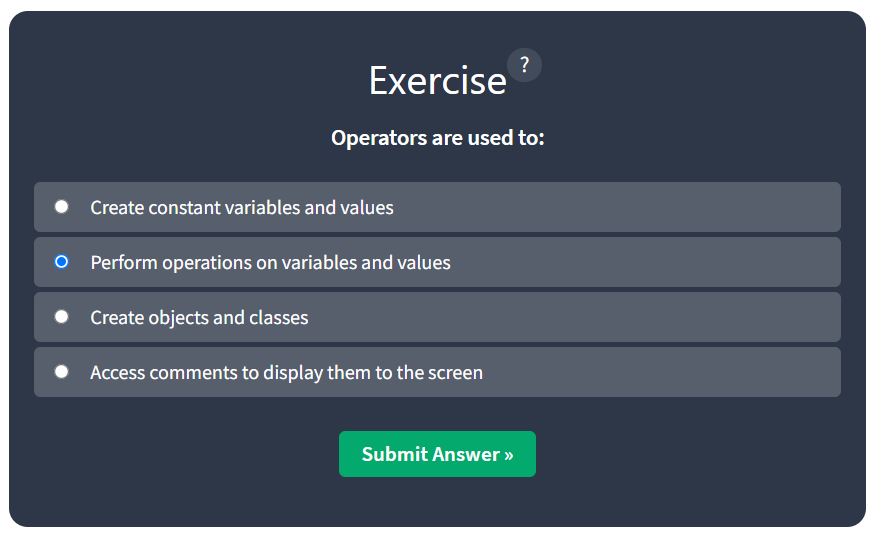 Exercise ?
Operators are used to:
Create constant variables and values
Perform operations on variables and values
Create objects and classes
Access comments to display them to the screen
Submit Answer »